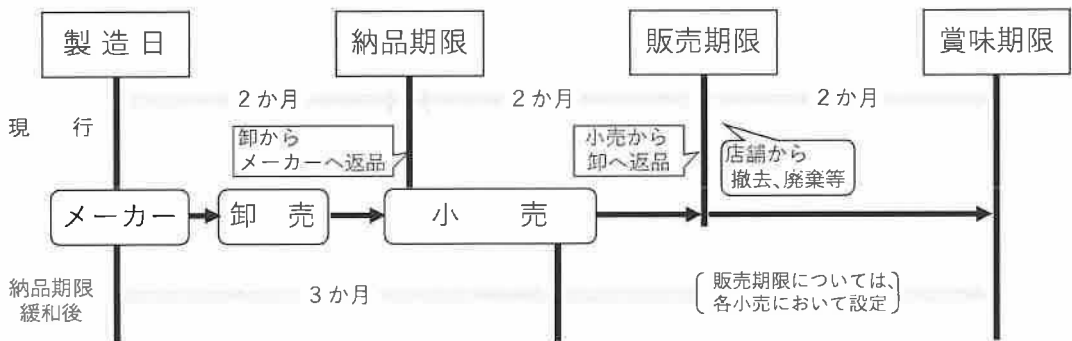 製造日
納品期限
販売期限
賞味期限
2か月
2か月
2か月
現 行
卸から
メーカーへ返品
小売から
卸へ返品
店舗から
撤去、廃棄等
メーカー
卸 売
小 売
納品期限
緩和後
3か月
販売期限については、
各小売において設定